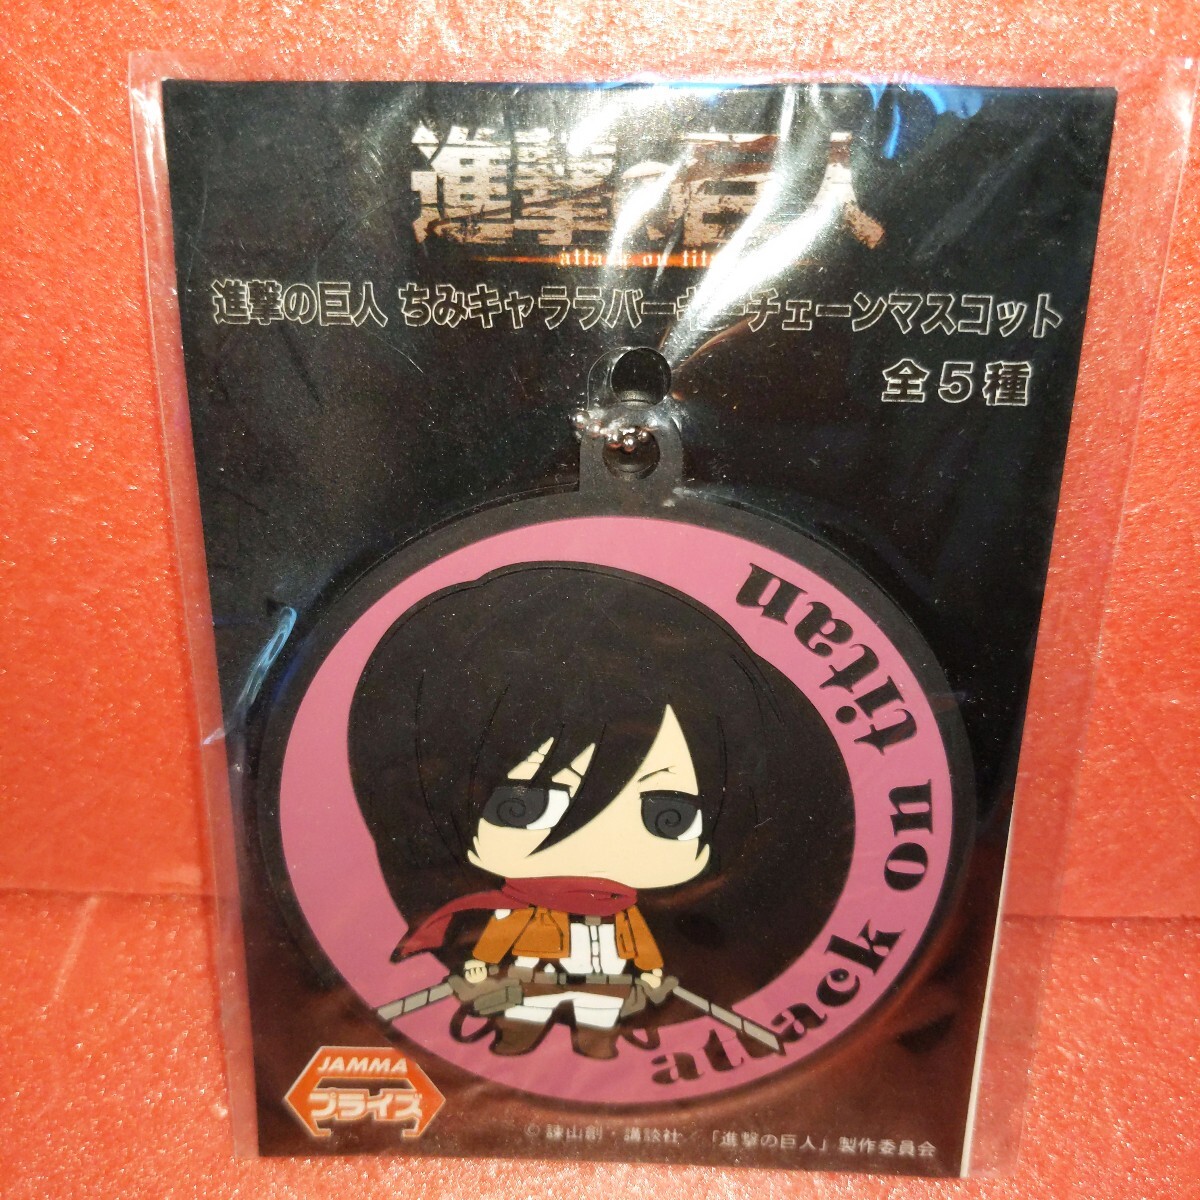 進撃の巨人
attack on titan
進撃の巨人 ちみキャララバーキーチェーンマスコット
全5種
attack on titan
JAMMA
プライズ
© 諫山創・講談社/「進撃の巨人」製作委員会